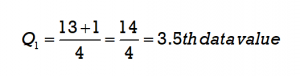 Q₁ = 13+1/4 = 14/4 = 3.5th data value